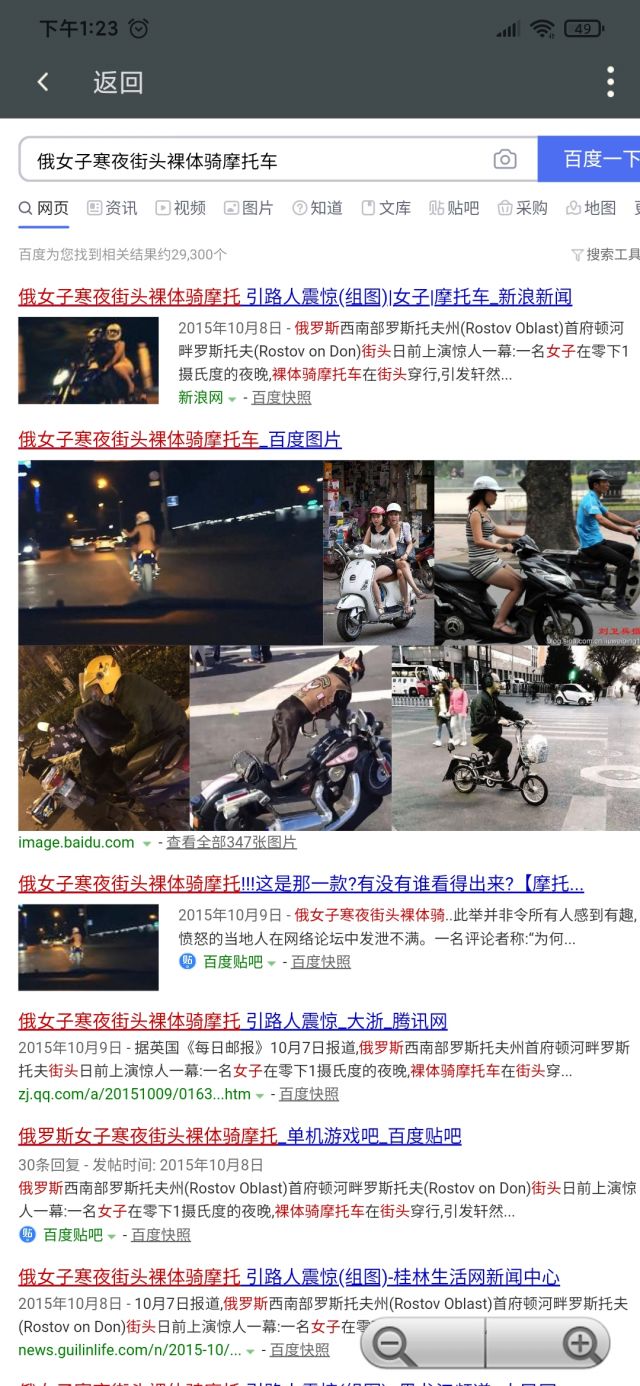 下午1:23
49
返回
俄女子寒夜街头裸体骑摩托车
百度一下
网页 资讯 视频 图片 知道 文库 贴吧 采购 地图
百度为您找到相关结果约29,300个
搜索工具
俄女子寒夜街头裸体骑摩托 引路人震惊(组图)|女子|摩托车_新浪新闻
2015年10月8日 - 俄罗斯西南部罗斯托夫州(Rostov Oblast)首府顿河
畔罗斯托夫(Rostov on Don)街头日前上演惊人一幕:一名女子在零下1
摄氏度的夜晚,裸体骑摩托车在街头穿行,引发轩然...
新浪网 - 百度快照
俄女子寒夜街头裸体骑摩托车_百度图片
image.baidu.com - 查看全部347张图片
俄女子寒夜街头裸体骑摩托!!!这是那一款?有没有谁看得出来?【摩托...
2015年10月9日 - 俄女子寒夜街头裸体骑..此举并非令所有人感到有趣,
愤怒的当地人在网络论坛中发泄不满。一名评论者称:“为何...
贴 百度贴吧 - 百度快照
俄女子寒夜街头裸体骑摩托 引路人震惊_大浙_腾讯网
2015年10月9日 - 据英国《每日邮报》10月7日报道,俄罗斯西南部罗斯托夫州首府顿河畔罗斯
托夫街头日前上演惊人一幕:一名女子在零下1摄氏度的夜晚,裸体骑摩托车在街头穿...
zj.qq.com/a/20151009/0163...htm - 百度快照
俄罗斯女子寒夜街头裸体骑摩托_单机游戏吧_百度贴吧
30条回复 - 发帖时间: 2015年10月8日
俄罗斯西南部罗斯托夫州(Rostov Oblast)首府顿河畔罗斯托夫(Rostov on Don)街头日前上演惊
人一幕:一名女子在零下1摄氏度的夜晚,裸体骑摩托车在街头穿行,引发轩然...
贴 百度贴吧 - 百度快照
俄女子寒夜街头裸体骑摩托 引路人震惊(组图)-桂林生活网新闻中心
2015年10月8日 - 10月7日报道,俄罗斯西南部罗斯托夫州(Rostov Oblast)首府顿河畔罗斯托夫
(Rostov on Don)街头日前上演惊人一幕:一名女子在零
news.guilinlife.com/n/2015-10/... - 百度快照